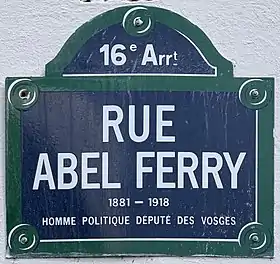 16e Arrt
RUE
ABEL FERRY
1881 – 1918
HOMME POLITIQUE DEPUTÉ DES VOSGES